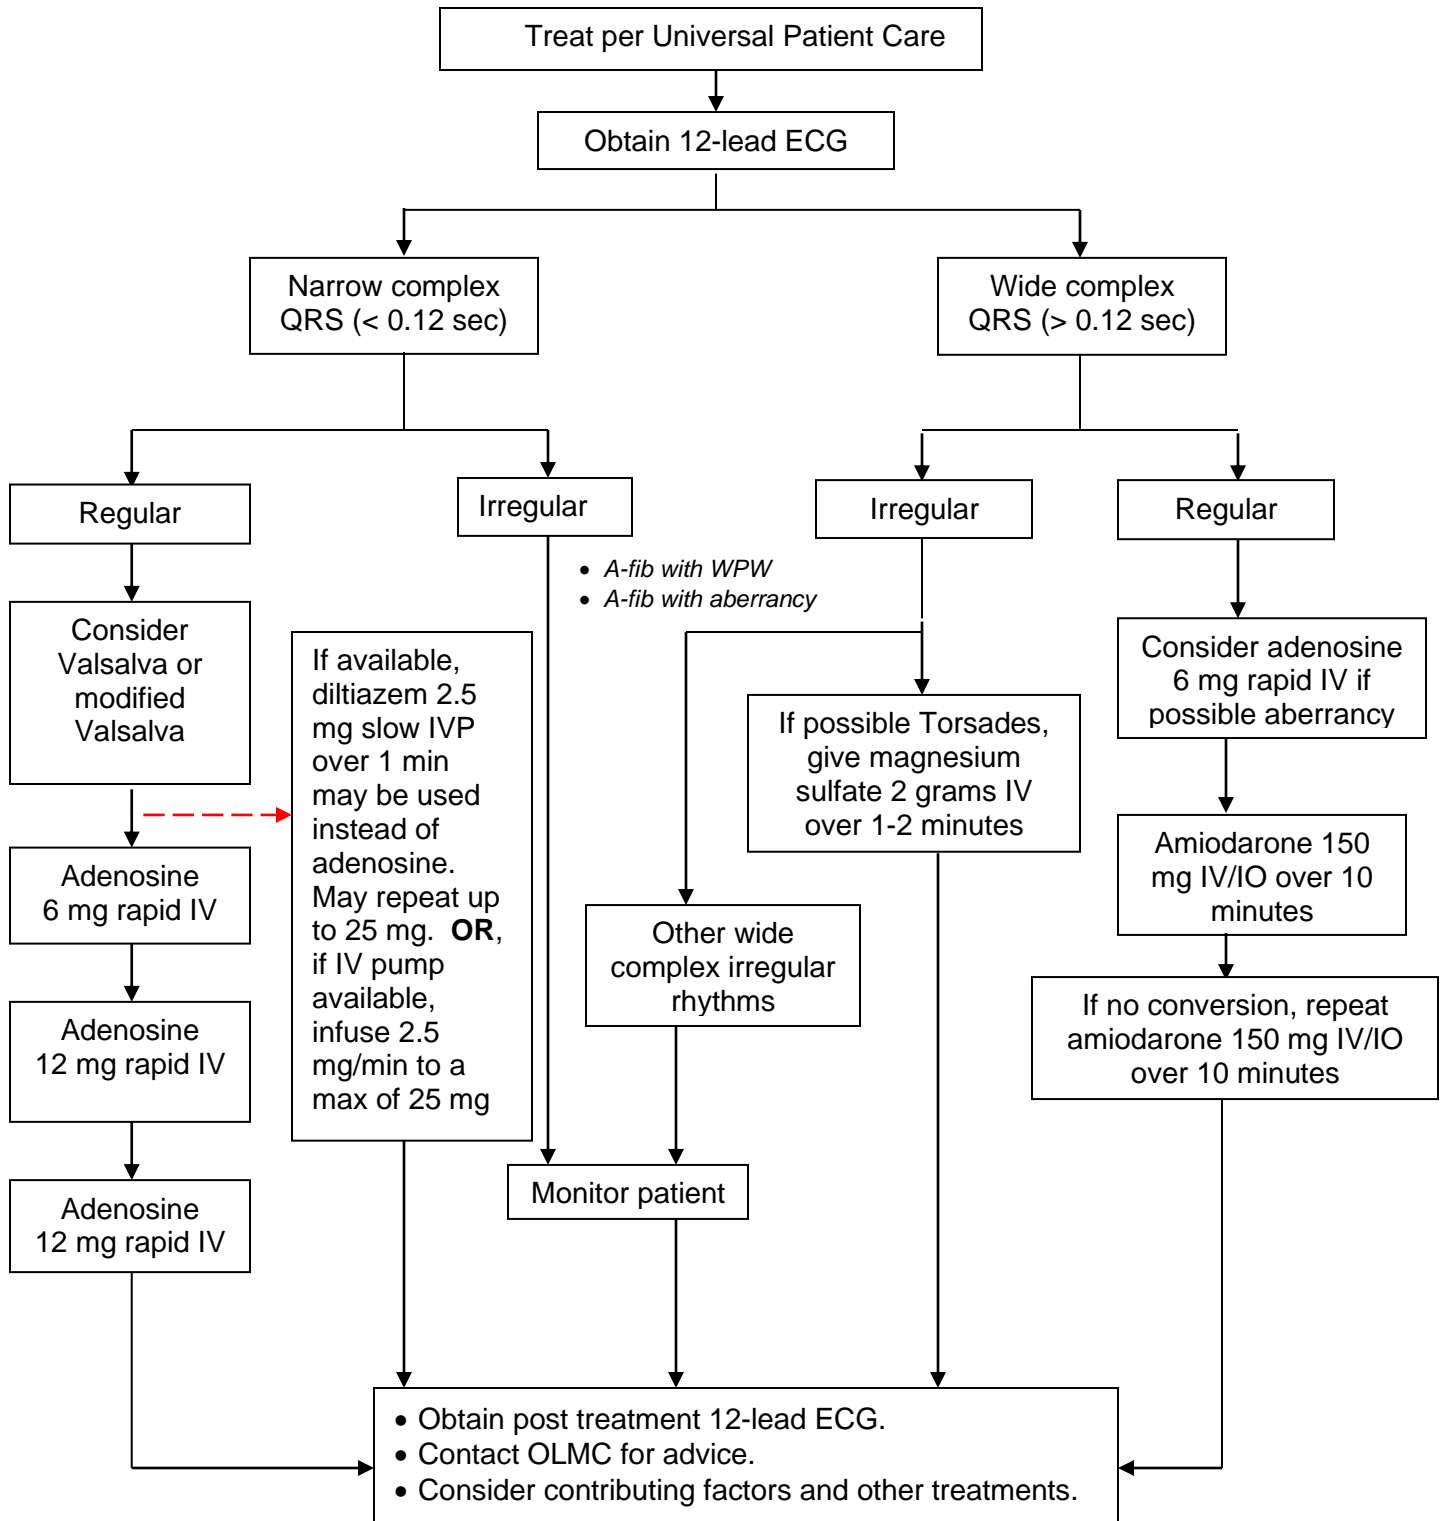 Treat per Universal Patient Care
Obtain 12-lead ECG
Narrow complex
QRS (< 0.12 sec)
Wide complex
QRS (> 0.12 sec)
Regular
Irregular
Irregular
Regular
• A-fib with WPW
• A-fib with aberrancy
Consider
Valsalva or
modified
Valsalva
If available,
diltiazem 2.5
mg slow IVP
over 1 min
may be used
instead of
adenosine.
May repeat up
to 25 mg. OR,
if IV pump
available,
infuse 2.5
mg/min to a
max of 25 mg
If possible Torsades,
give magnesium
sulfate 2 grams IV
over 1-2 minutes
Consider adenosine
6 mg rapid IV if
possible aberrancy
Adenosine
6 mg rapid IV
Amiodarone 150
mg IV/IO over 10
minutes
Other wide
complex irregular
rhythms
Adenosine
12 mg rapid IV
If no conversion, repeat
amiodarone 150 mg IV/IO
over 10 minutes
Adenosine
12 mg rapid IV
Monitor patient
• Obtain post treatment 12-lead ECG.
• Contact OLMC for advice.
• Consider contributing factors and other treatments.